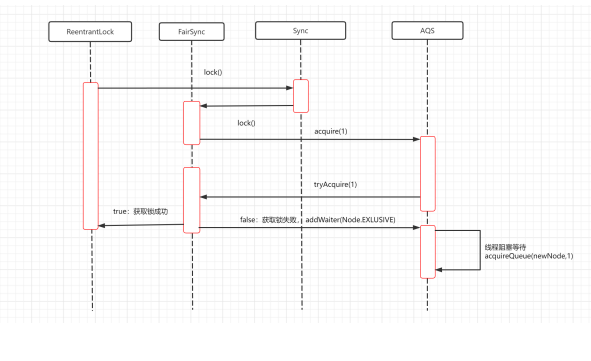 ReentrantLock
FairSync
Sync
AQS
lock()
lock()
acquire(1)
tryAcquire(1)
true：获取锁成功
false：获取锁失败，addWaiter(Node.EXLUSIVE)
线程阻塞等待
acquireQueue(newNode,1)